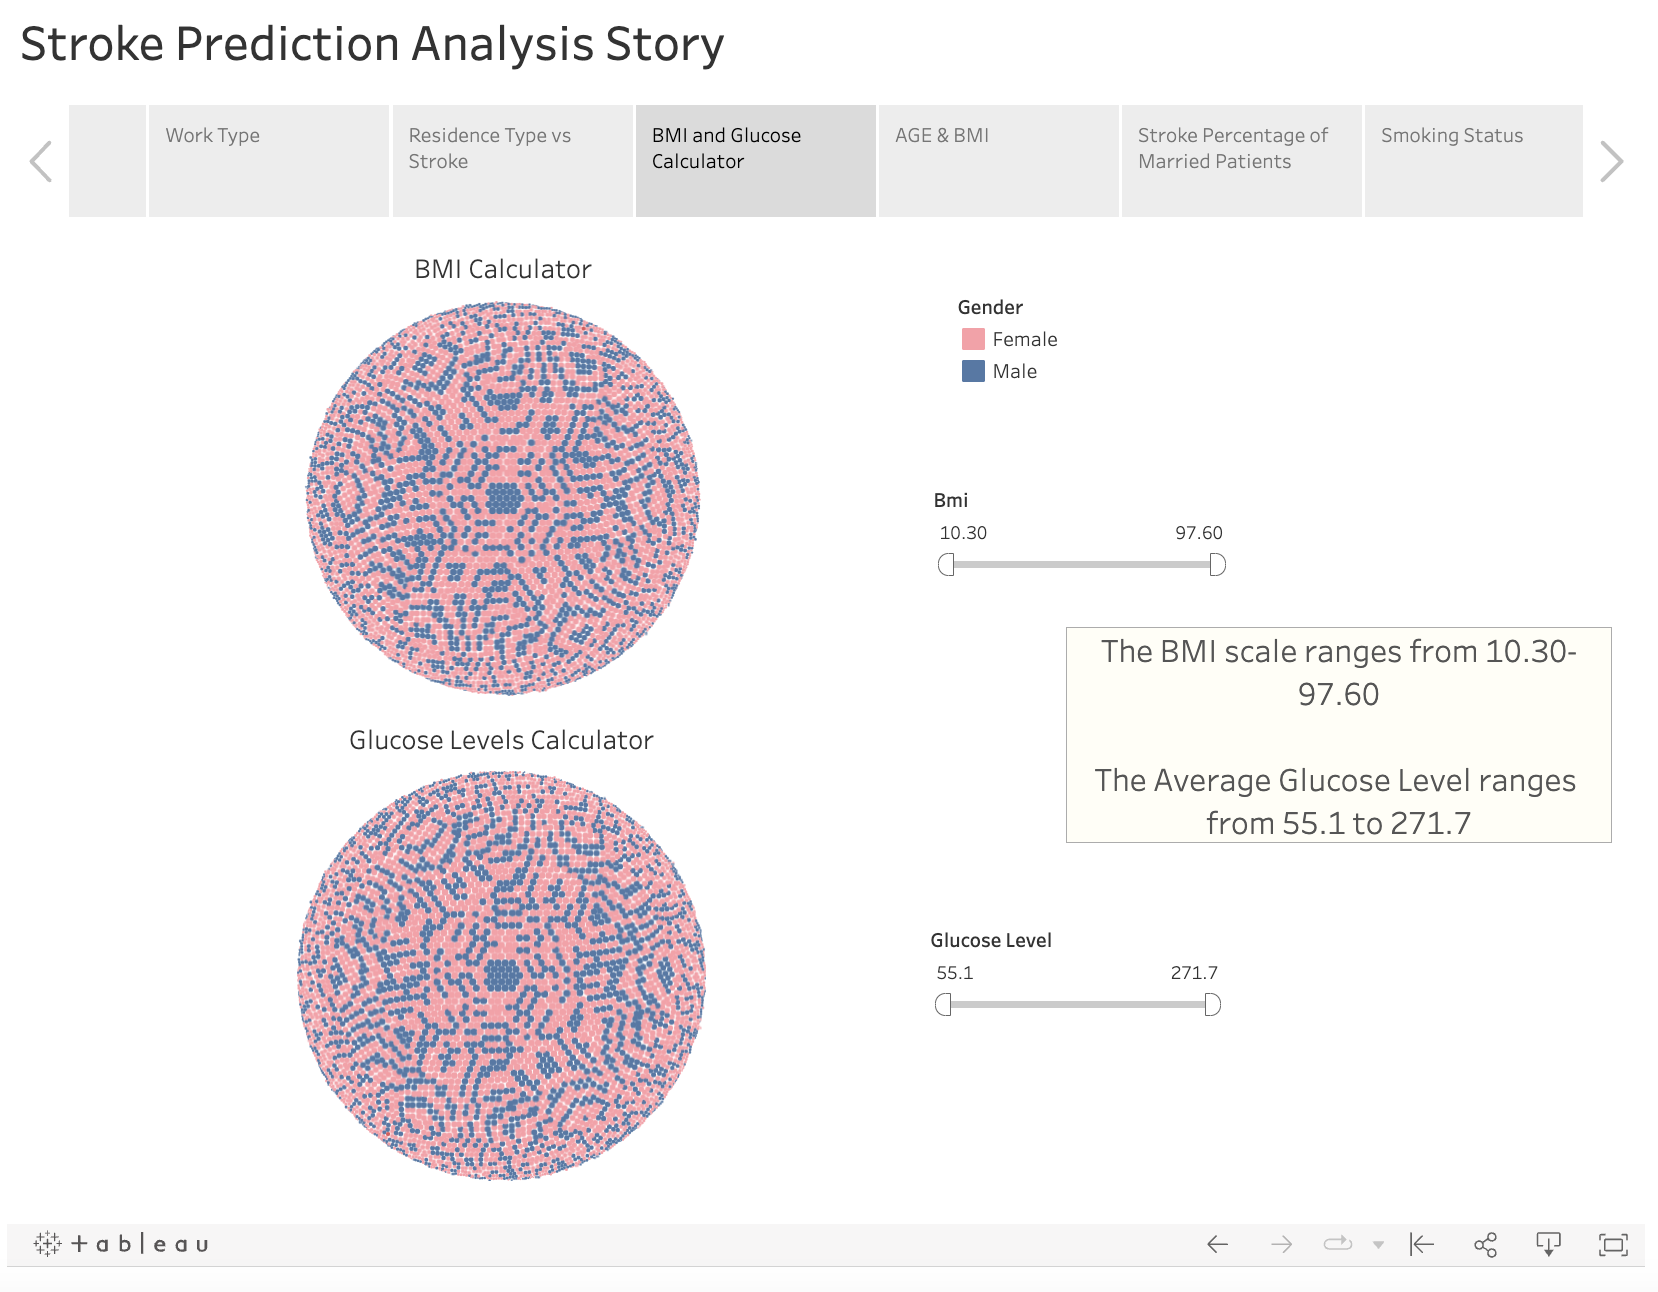 Stroke Prediction Analysis Story
Work Type
Residence Type vs
Stroke
BMI and Glucose
Calculator
AGE & BMI
Stroke Percentage of
Married Patients
Smoking Status
BMI Calculator
Gender
Female
Male
Bmi
10.30 97.60
The BMI scale ranges from 10.30-
97.60
The Average Glucose Level ranges
from 55.1 to 271.7
Glucose Levels Calculator
Glucose Level
55.1 271.7
+ableau